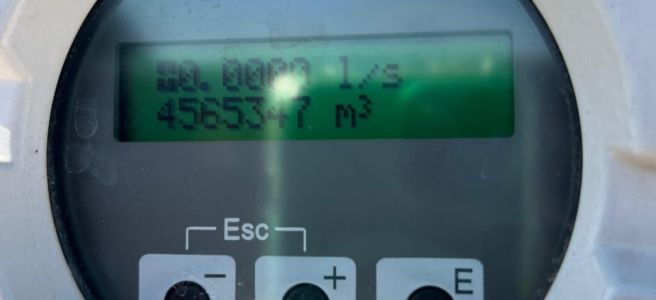 -0.0000 l/s
4565347 m³
Esc
- + E